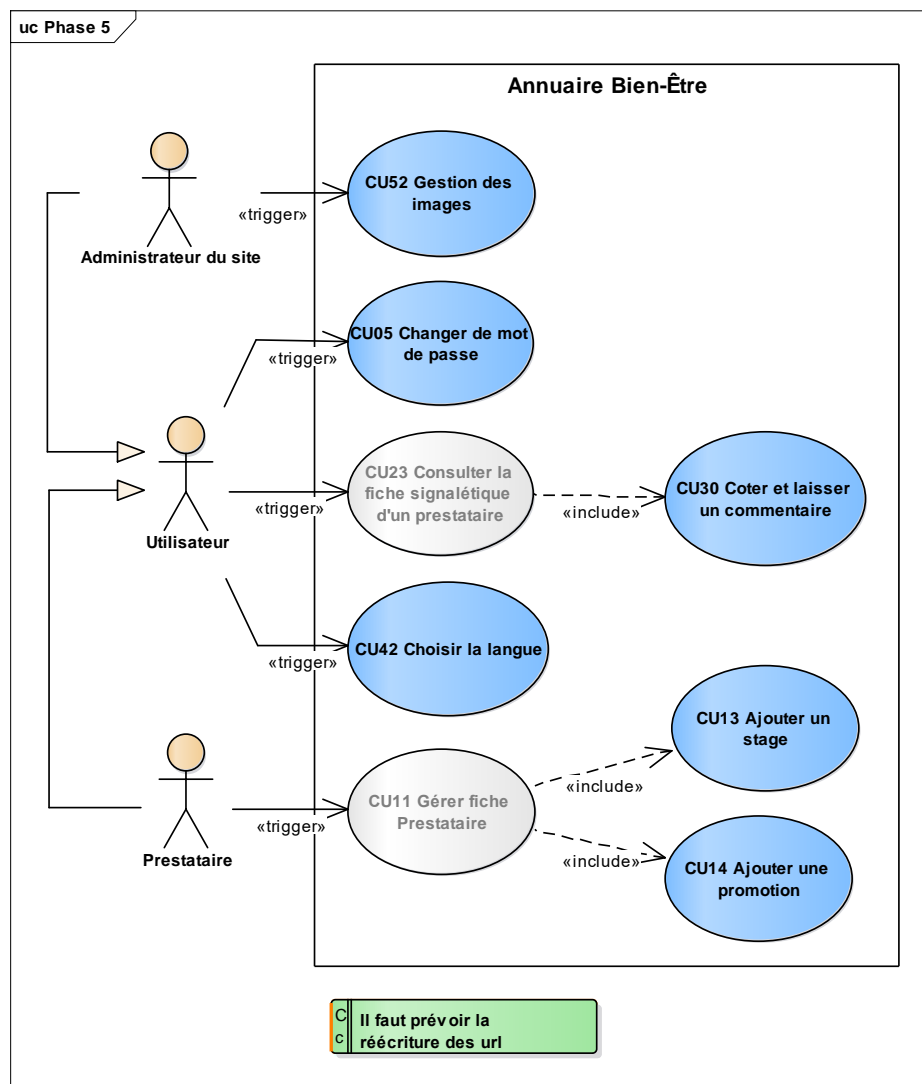 uc Phase 5
Annuaire Bien-Être
CU52 Gestion des
images
«trigger»
Administrateur du site
CU05 Changer de mot
de passe
«trigger»
CU23 Consulter la
fiche signalétique
d'un prestataire
«trigger»
Utilisateur
CU30 Coter et laisser
un commentaire
«include»
CU42 Choisir la langue
«trigger»
CU13 Ajouter un
stage
«include»
CU11 Gérer fiche
Prestataire
«trigger»
Prestataire
«include»
CU14 Ajouter une
promotion
C
c
Il faut prévoir la
réécriture des url